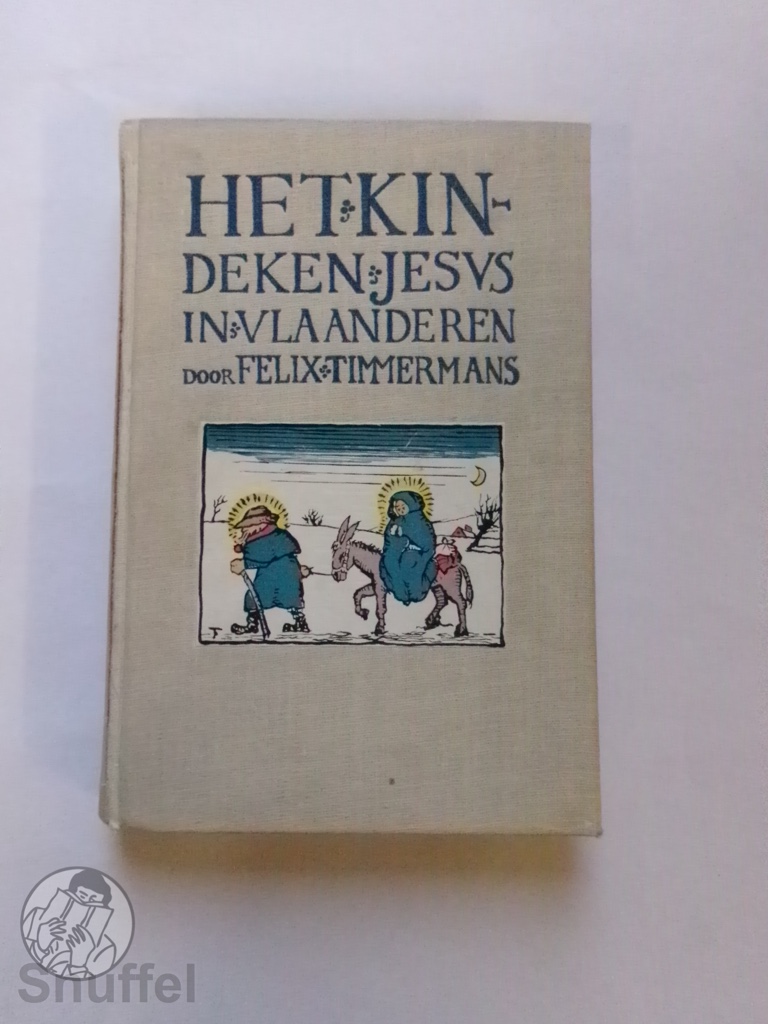 HET KIN-
DEKEN JESVS
IN VLAANDEREN
DOOR FELIX TIMMERMANS
Snuffel